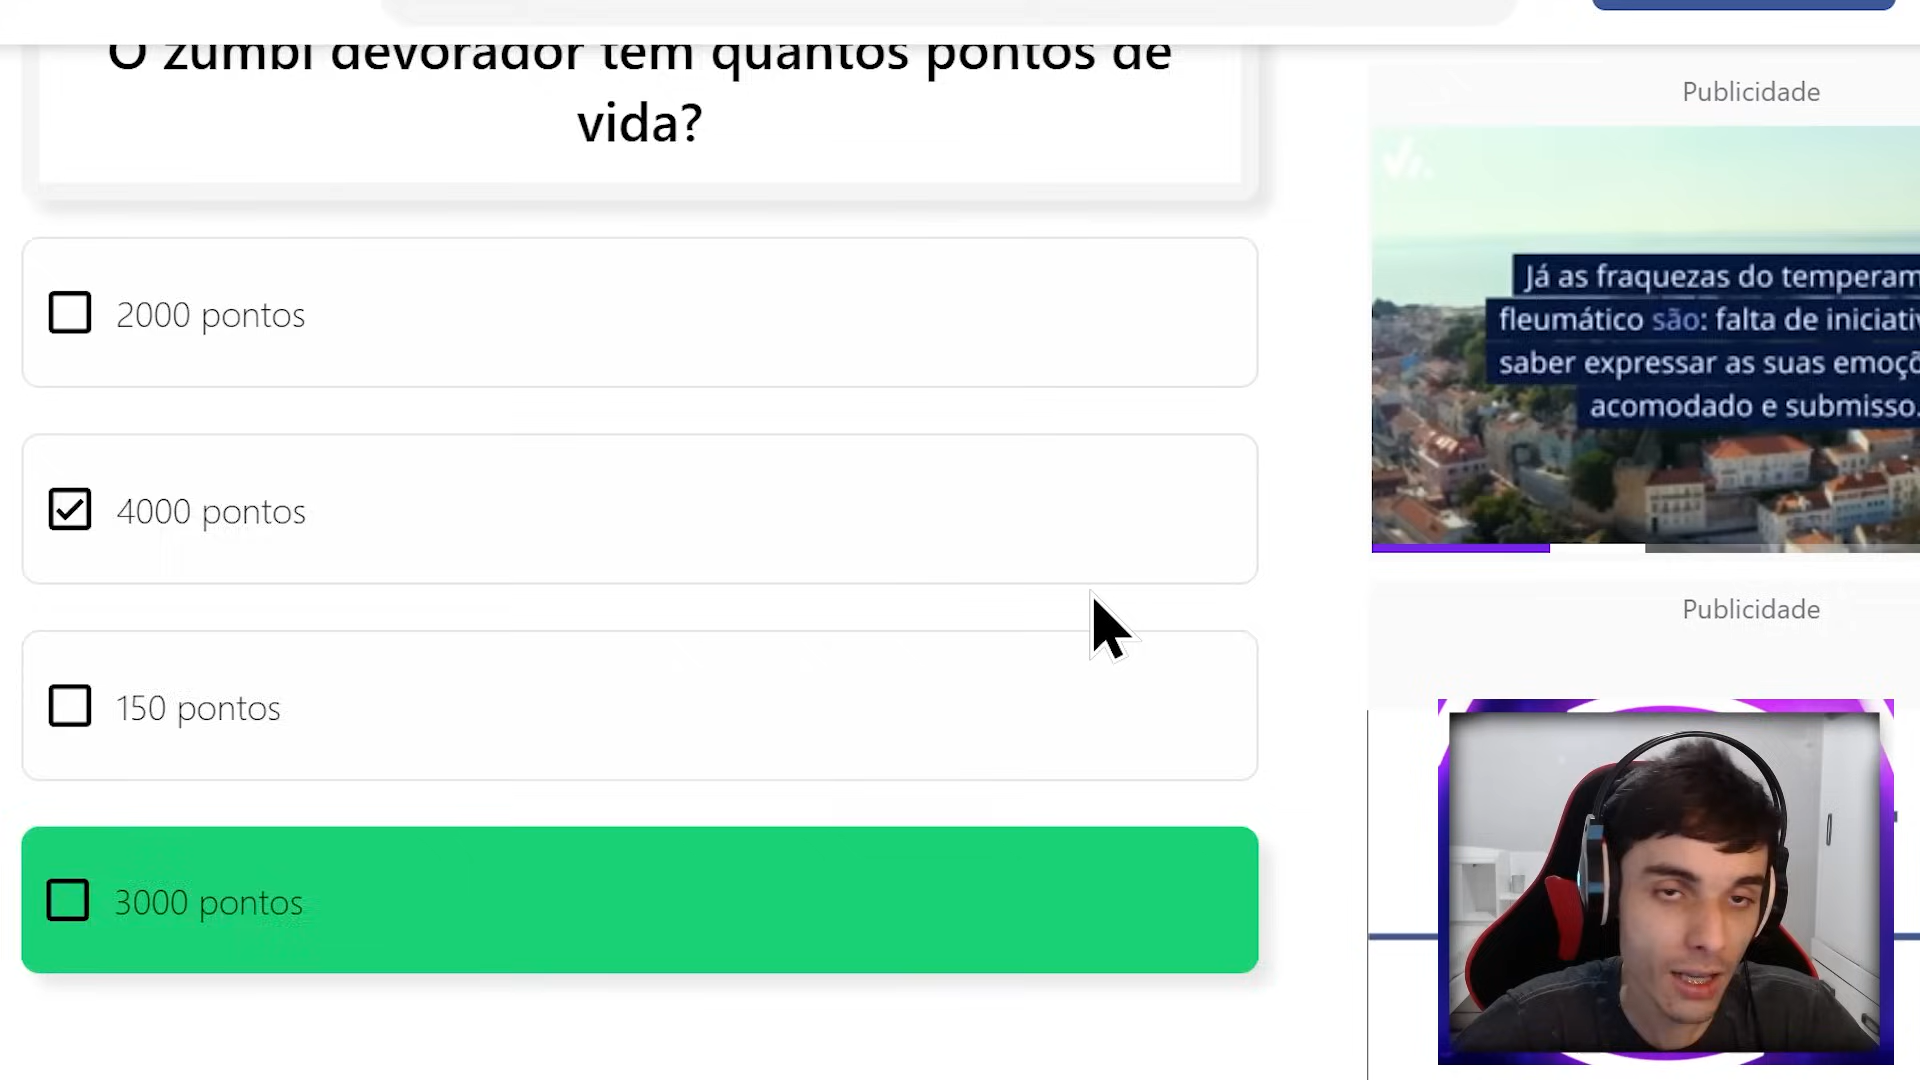 O zumbi devorador tem quantos pontos de
vida?
2000 pontos
4000 pontos
150 pontos
3000 pontos
Publicidade
Já as fraquezas do temperam
fleumático são: falta de iniciativ
saber expressar as suas emoçõ
acomodado e submisso.
Publicidade